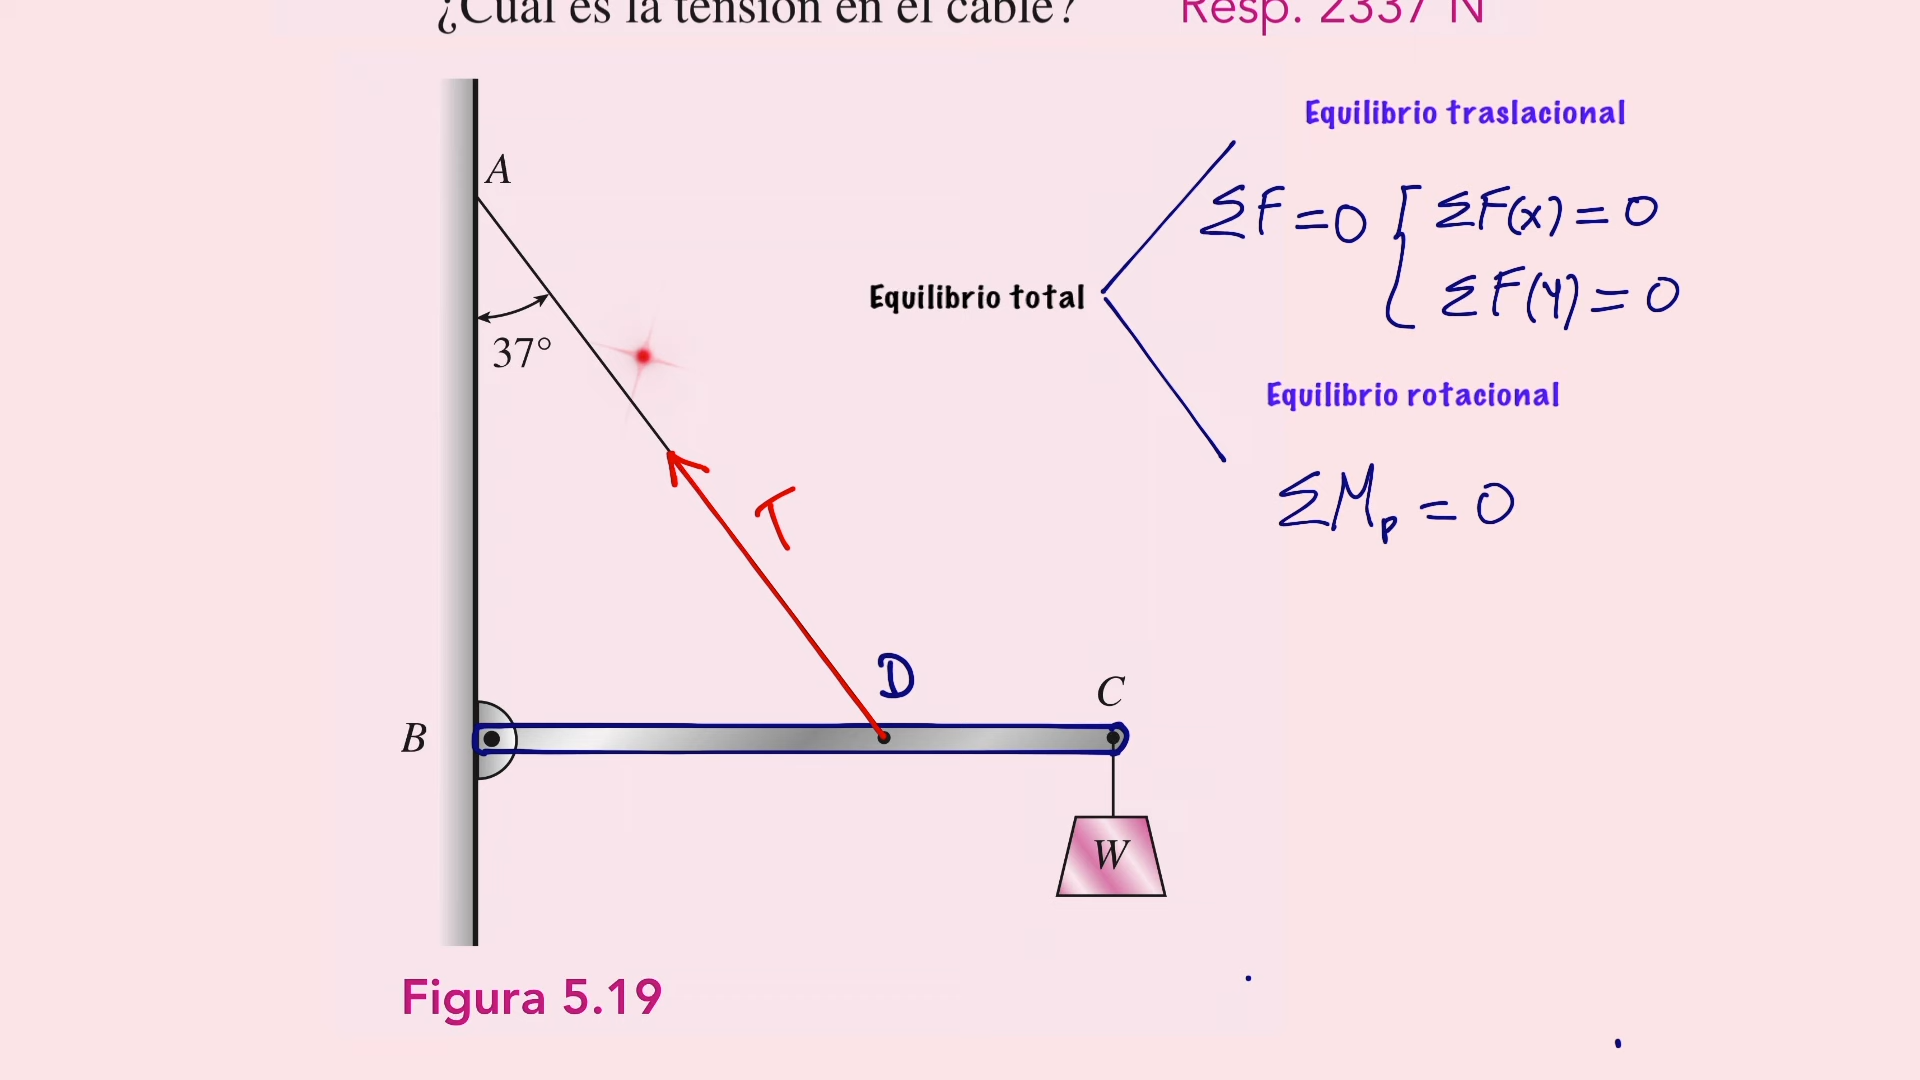 ¿Cuál es la tensión en el cable? Resp. 2337 N
Equilibrio traslacional
A
ΣF=0 { ΣF(x)=0
ΣF(y)=0
Equilibrio total
37°
Equilibrio rotacional
T
ΣM_p = 0
D
C
B
W
Figura 5.19